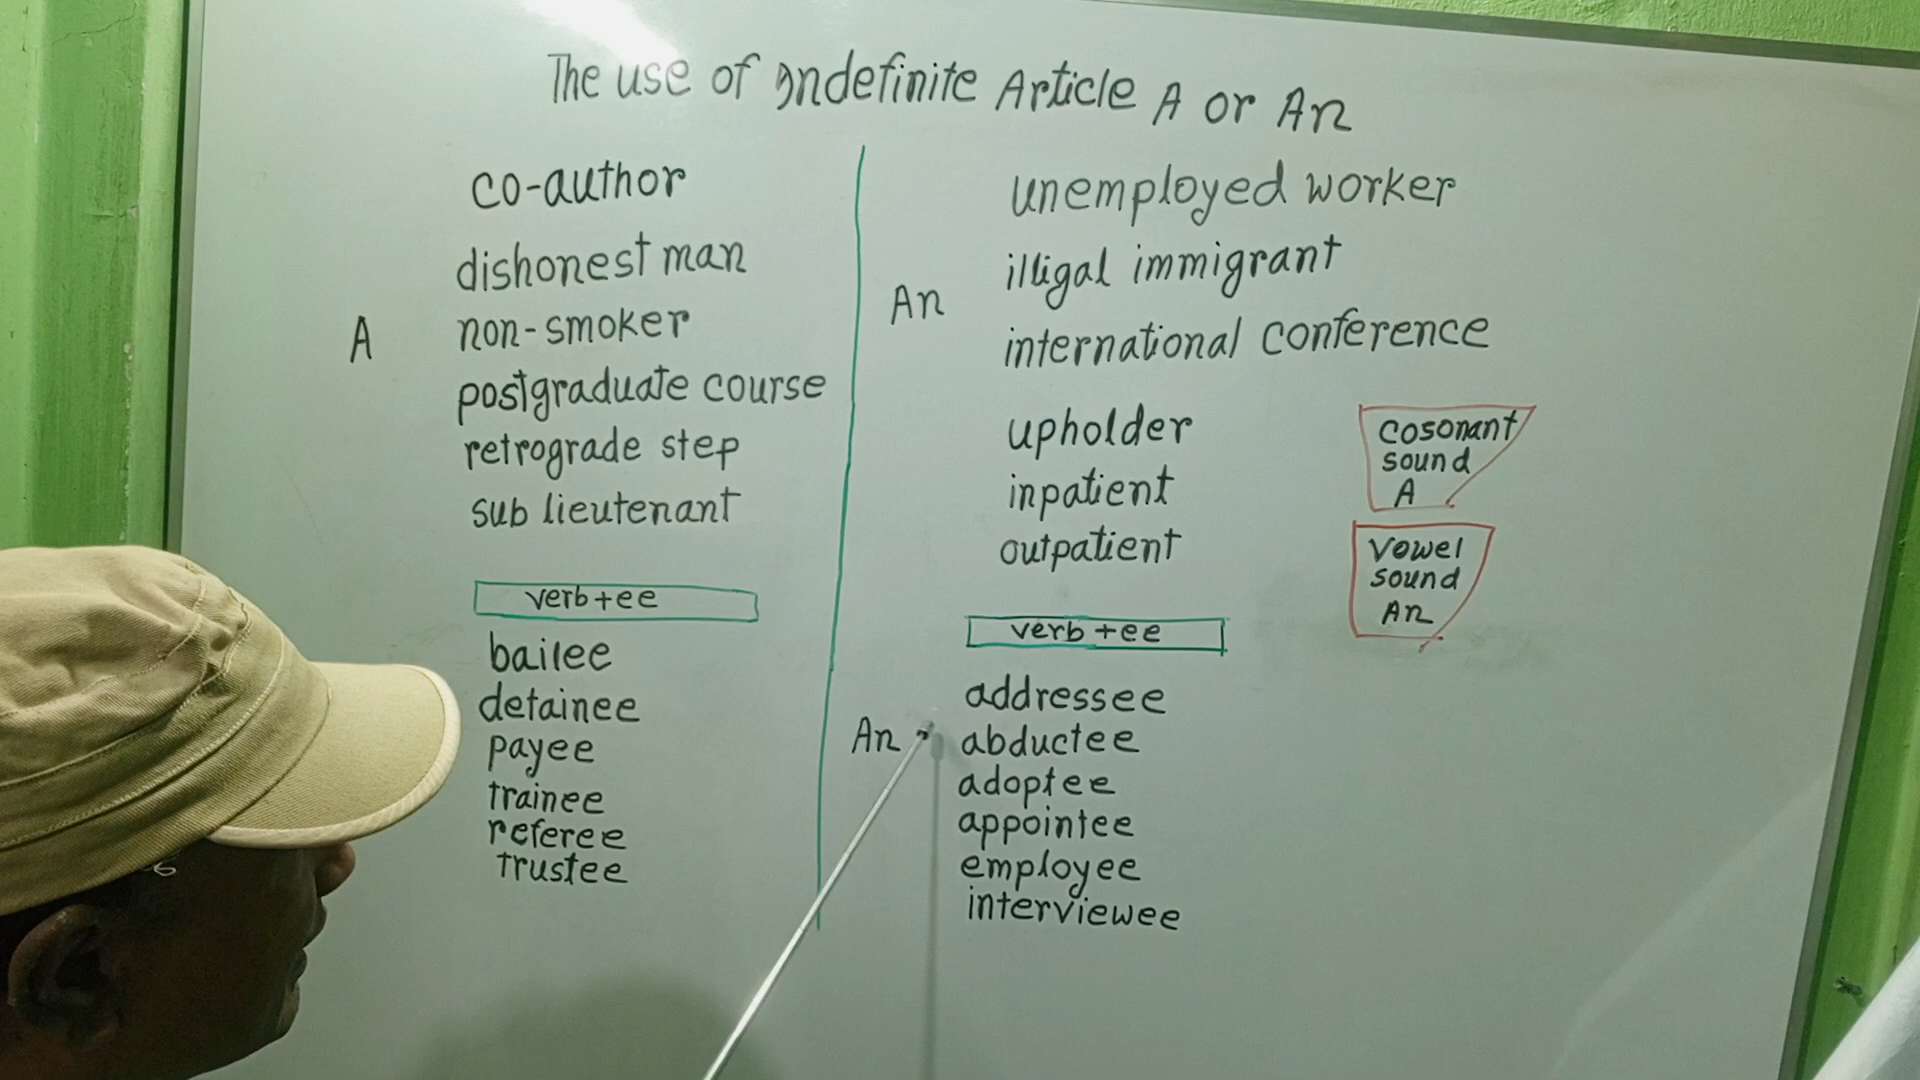 The use of Indefinite Article A or An
A
co-author
dishonest man
non-smoker
postgraduate course
retrograde step
sub lieutenant
verb+ee
bailee
detainee
payee
trainee
referee
trustee
An
unemployed worker
illigal immigrant
international conference
upholder
inpatient
outpatient
verb +ee
An
addressee
abductee
adoptee
appointee
employee
interviewee
cosonant
sound
A
Vowel
sound
An